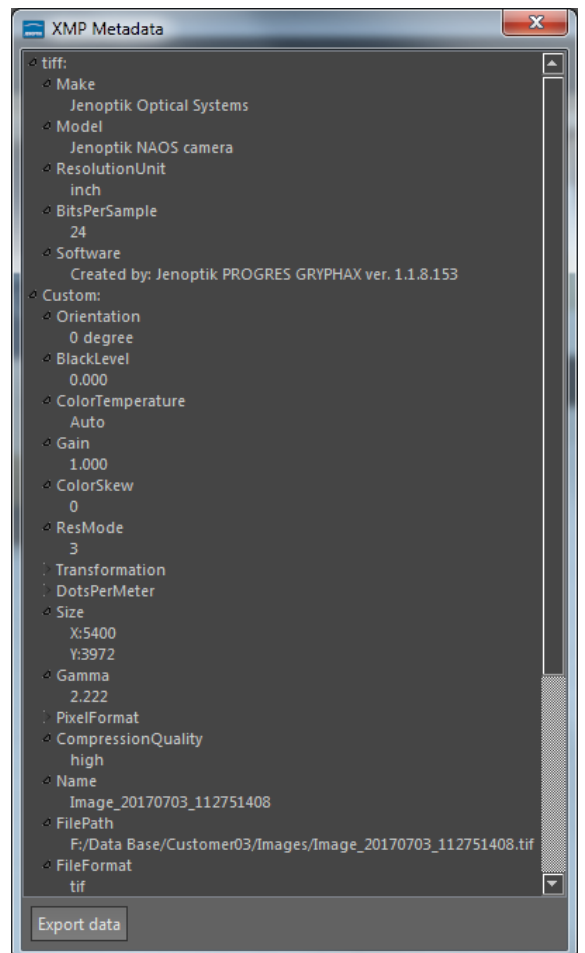 XMP Metadata
tiff:
Make
Jenoptik Optical Systems
Model
Jenoptik NAOS camera
ResolutionUnit
inch
BitsPerSample
24
Software
Created by: Jenoptik PROGRES GRYPHAX ver. 1.1.8.153
Custom:
Orientation
0 degree
BlackLevel
0.000
ColorTemperature
Auto
Gain
1.000
ColorSkew
0
ResMode
3
Transformation
DotsPerMeter
Size
X:5400
Y:3972
Gamma
2.222
PixelFormat
CompressionQuality
high
Name
Image_20170703_112751408
FilePath
F:/Data Base/Customer03/Images/Image_20170703_112751408.tif
FileFormat
tif
Export data